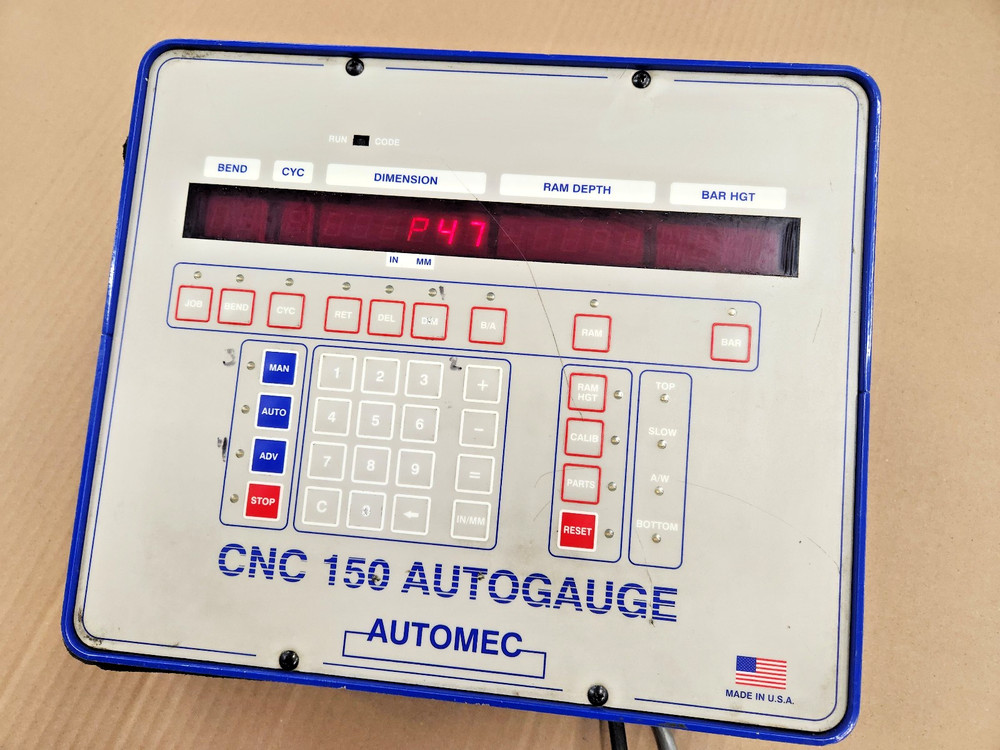 RUN CODE
BEND CYC DIMENSION RAM DEPTH BAR HGT
P47
IN MM
JOB BEND CYC RET DEL DIM B/A RAM BAR
MAN 1 2 3 + RAM HGT TOP
AUTO 4 5 6 - CALIB SLOW
ADV 7 8 9 = PARTS A/W
STOP C 0 ← IN/MM RESET BOTTOM
CNC 150 AUTOGAUGE
AUTOMEC
MADE IN U.S.A.